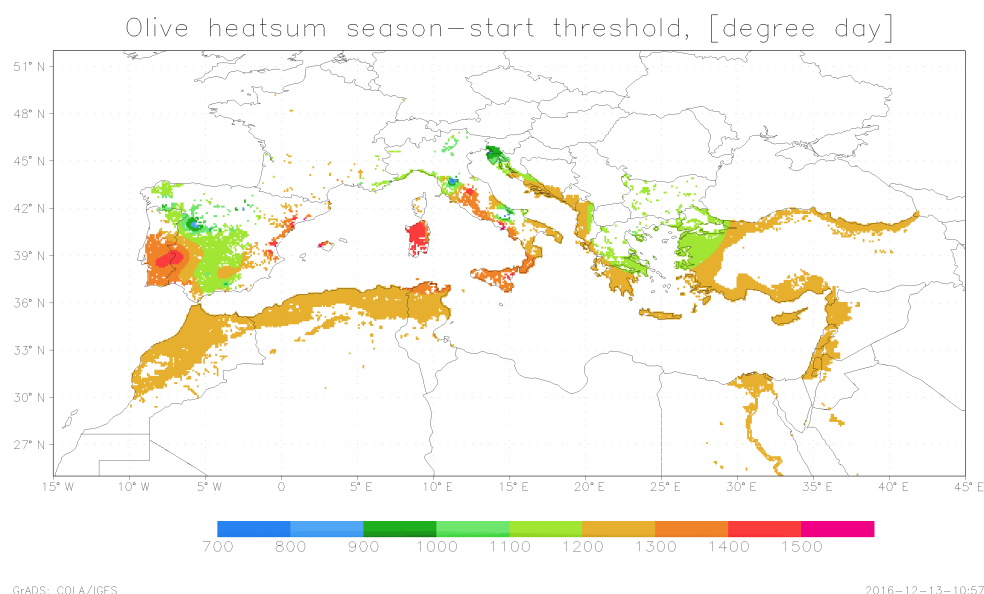 Olive heatsum season-start threshold, [degree day]
51°N
48°N
45°N
42°N
39°N
36°N
33°N
30°N
27°N
15°W 10°W 5°W 0 5°E 10°E 15°E 20°E 25°E 30°E 35°E 40°E 45°E
700 800 900 1000 1100 1200 1300 1400 1500
GrADS: COLA/IGES 2016-12-13-10:57